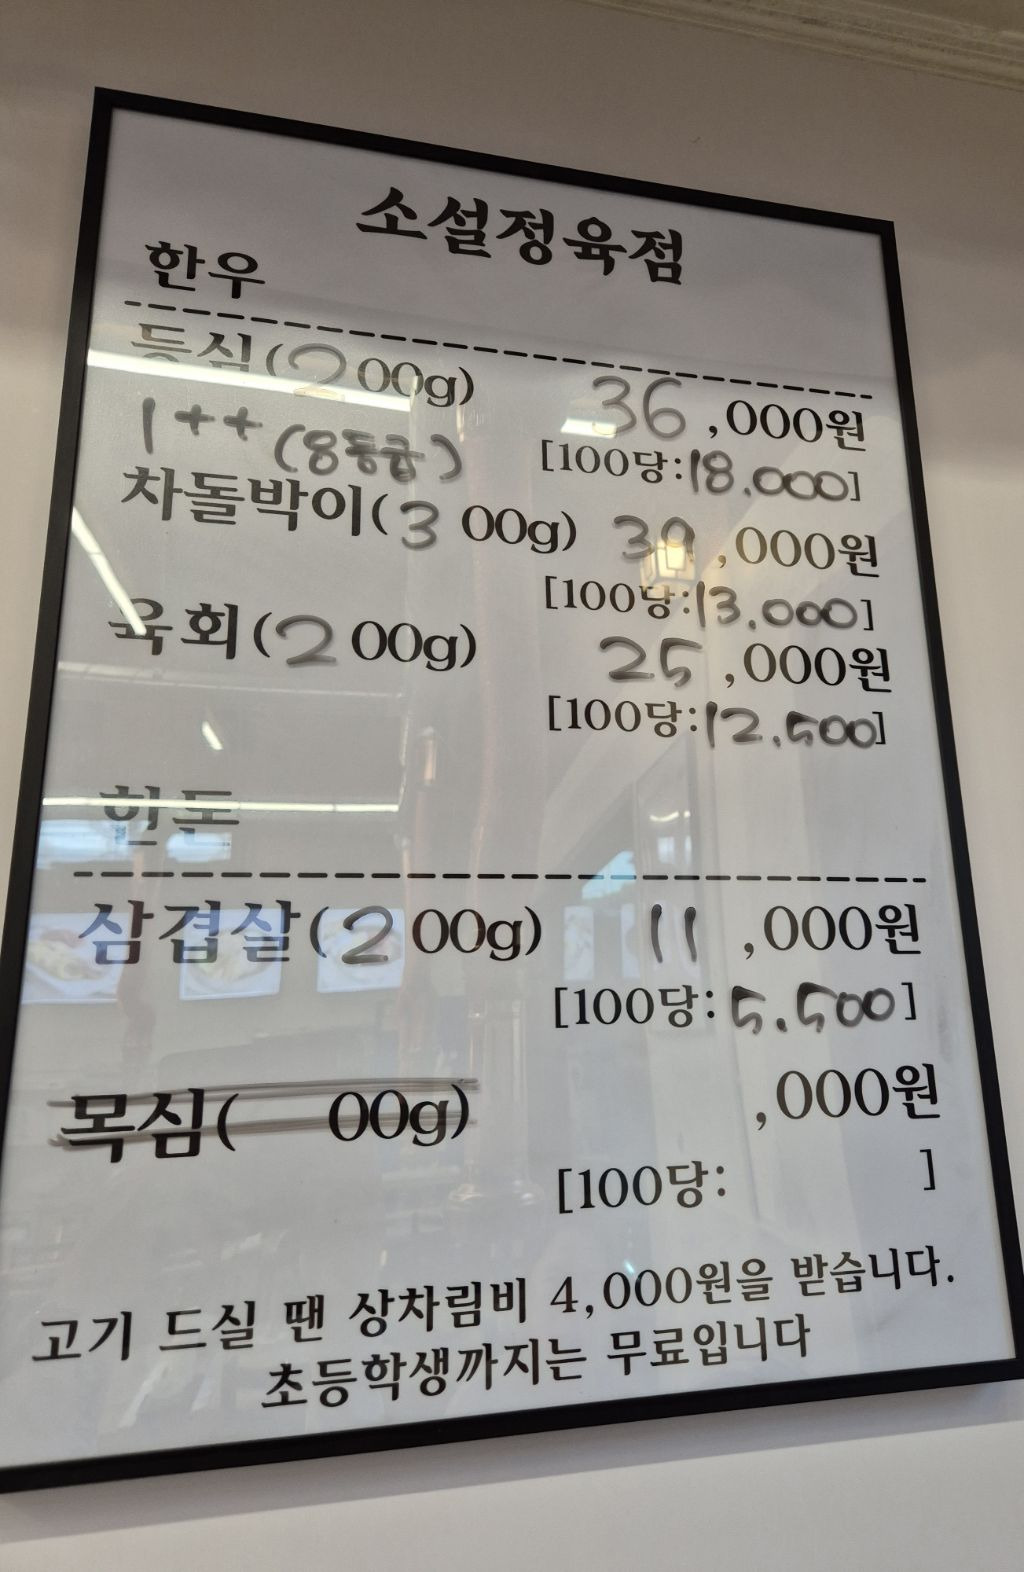 소설정육점
한우
등심(200g) 36,000원
1++(8등급) [100당:18.000]
차돌박이(300g) 39,000원
[100당:13.000]
육회(200g) 25,000원
[100당:12.500]
한돈
삼겹살(200g) 11,000원
[100당:5.500]
목심( 00g) ,000원
[100당: ]
고기 드실 땐 상차림비 4,000원을 받습니다.
초등학생까지는 무료입니다